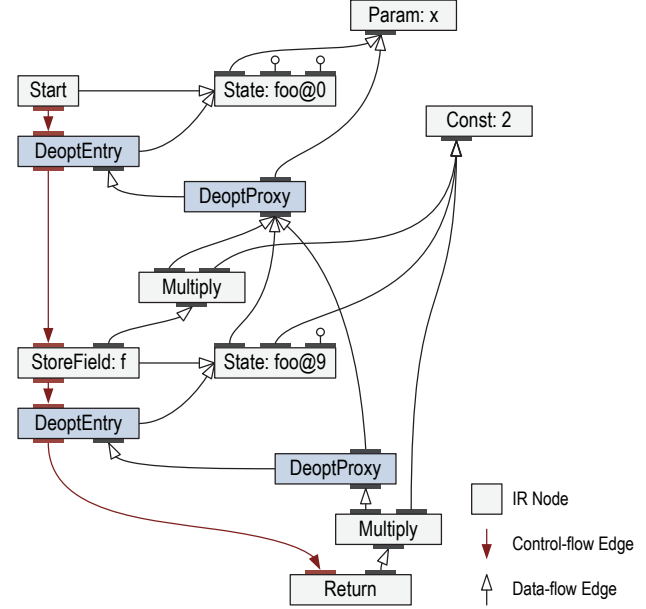 Param: x
Start
State: foo@0
Const: 2
DeoptEntry
DeoptProxy
Multiply
StoreField: f
State: foo@9
DeoptEntry
DeoptProxy
IR Node
Multiply
Control-flow Edge
Return
Data-flow Edge